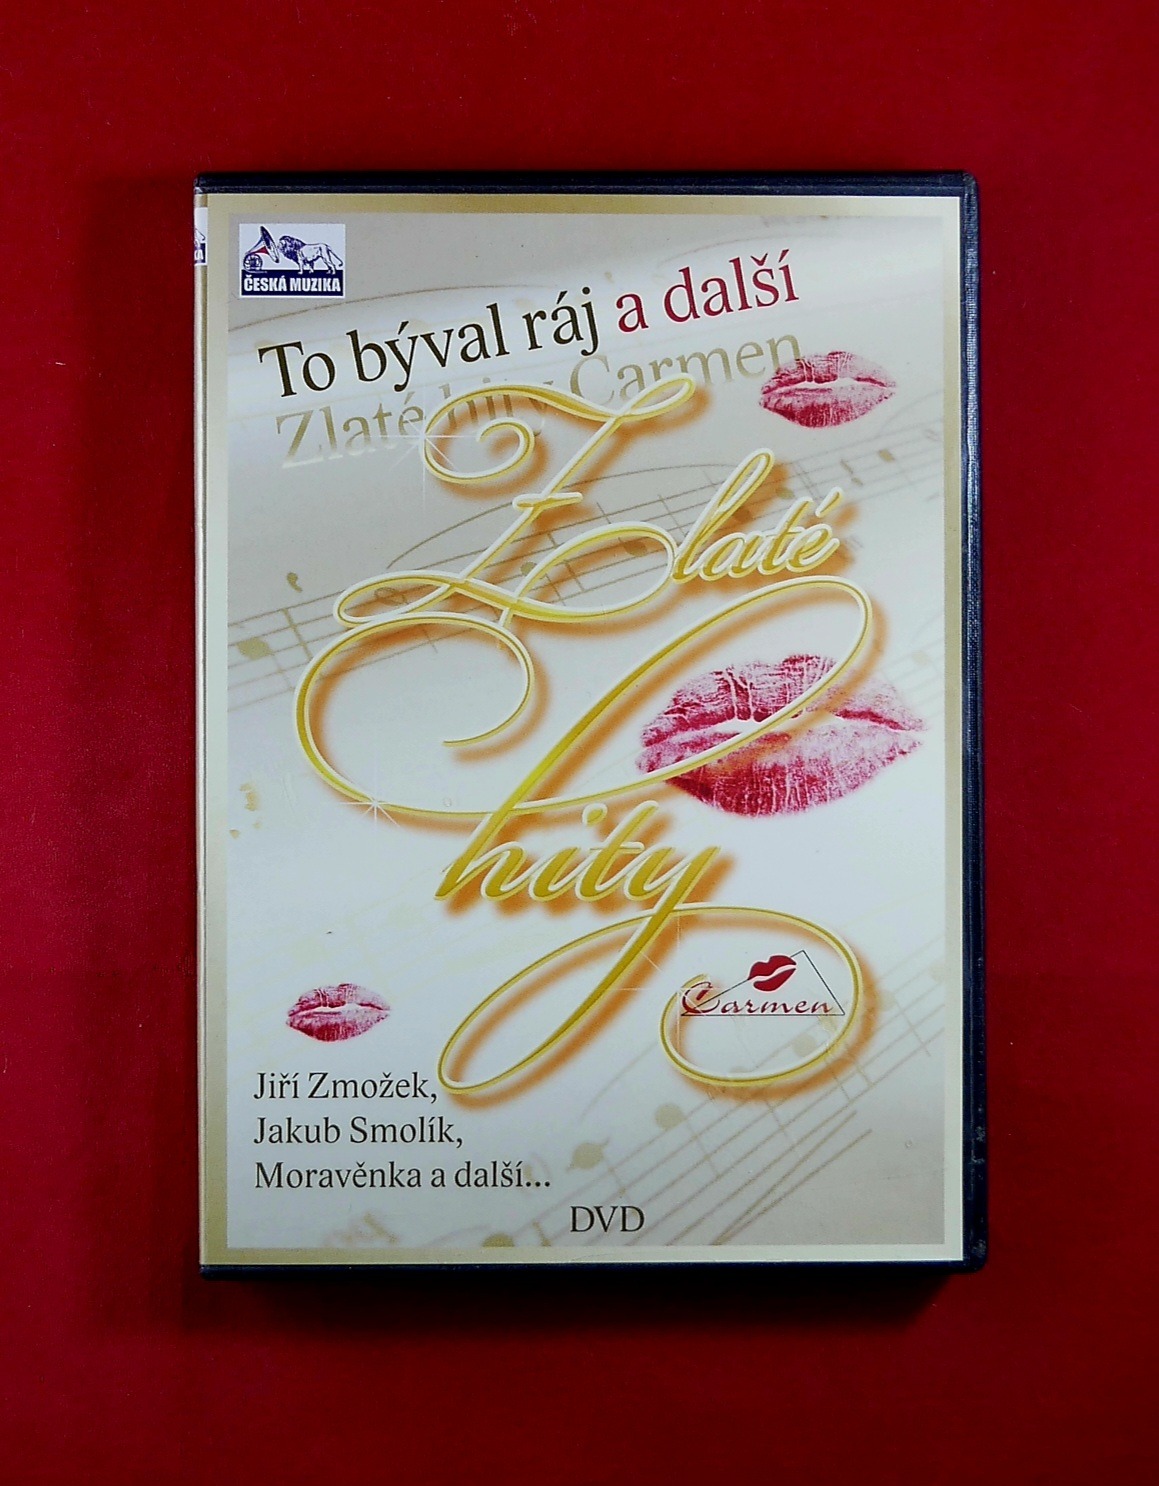 ČESKÁ MUZIKA
To býval ráj a další
Zlaté hity Carmen
Zlaté
hity
Carmen
Jiří Zmožek,
Jakub Smolík,
Moravěnka a další...
DVD